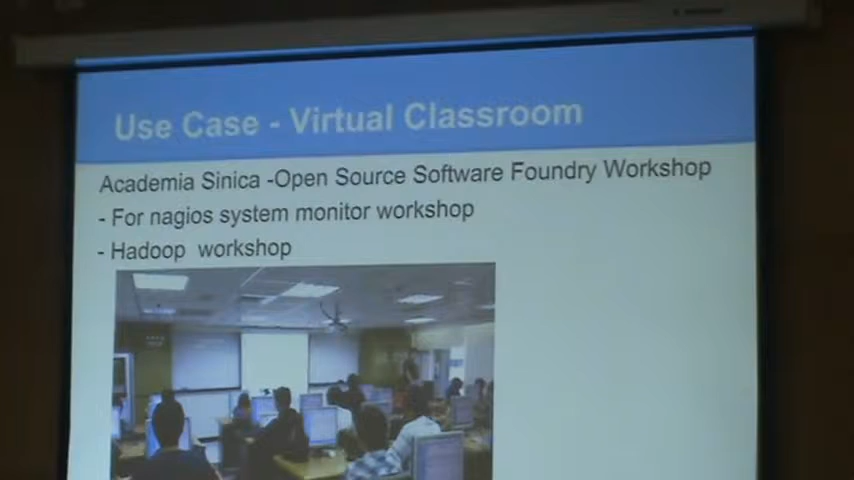 Use Case - Virtual Classroom
Academia Sinica -Open Source Software Foundry Workshop
- For nagios system monitor workshop
- Hadoop workshop